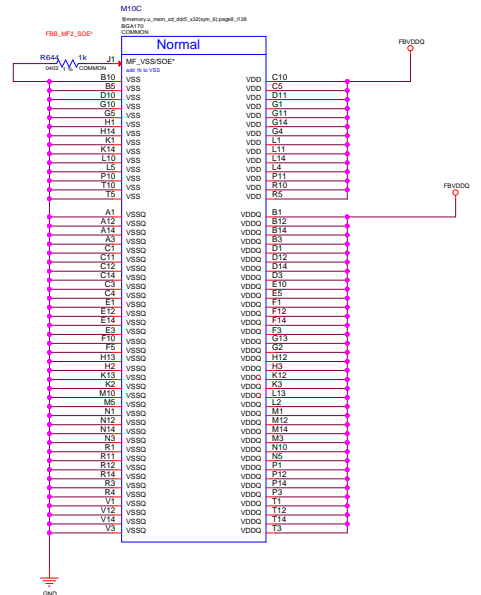 M10C
@memory.u_mem_sd_ddr5_x32(sym_6):page8_i138
BGA170
COMMON
FBB_MF2_SOE*
Normal
FBVDDQ
R644 1k
0402 1 % COMMON
J1 MF_VSS/SOE*
add 1k to VSS
B10 VSS VDD C10
B5 VSS VDD C5
D10 VSS VDD D11
G10 VSS VDD G1
G5 VSS VDD G11
H1 VSS VDD G14
H14 VSS VDD G4
K1 VSS VDD L1
K14 VSS VDD L11
L10 VSS VDD L14
L5 VSS VDD L4
P10 VSS VDD P11
T10 VSS VDD R10
T5 VSS VDD R5
FBVDDQ
A1 VSSQ VDDQ B1
A12 VSSQ VDDQ B12
A14 VSSQ VDDQ B14
A3 VSSQ VDDQ B3
C1 VSSQ VDDQ D1
C11 VSSQ VDDQ D12
C12 VSSQ VDDQ D14
C14 VSSQ VDDQ D3
C3 VSSQ VDDQ E10
C4 VSSQ VDDQ E5
E1 VSSQ VDDQ F1
E12 VSSQ VDDQ F12
E14 VSSQ VDDQ F14
E3 VSSQ VDDQ F3
F10 VSSQ VDDQ G13
F5 VSSQ VDDQ G2
H13 VSSQ VDDQ H12
H2 VSSQ VDDQ H3
K13 VSSQ VDDQ K12
K2 VSSQ VDDQ K3
M10 VSSQ VDDQ L13
M5 VSSQ VDDQ L2
N1 VSSQ VDDQ M1
N12 VSSQ VDDQ M12
N14 VSSQ VDDQ M14
N3 VSSQ VDDQ M3
R1 VSSQ VDDQ N10
R11 VSSQ VDDQ N5
R12 VSSQ VDDQ P1
R14 VSSQ VDDQ P12
R3 VSSQ VDDQ P14
R4 VSSQ VDDQ P3
V1 VSSQ VDDQ T1
V12 VSSQ VDDQ T12
V14 VSSQ VDDQ T14
V3 VSSQ VDDQ T3
GND